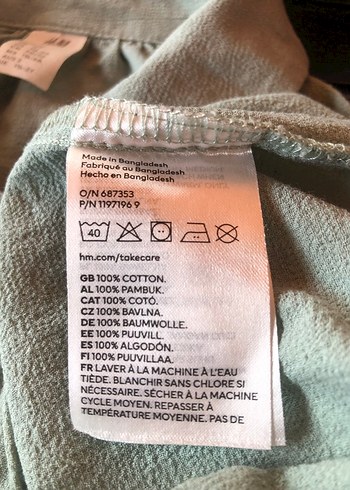 Made in Bangladesh
Fabriqué au Bangladesh
Hecho en Bangladesh
O/N 687353
P/N 1197196 9
40
hm.com/takecare
GB 100% COTTON.
AL 100% PAMBUK.
CAT 100% COTÓ.
CZ 100% BAVLNA.
DE 100% BAUMWOLLE.
EE 100% PUUVILL.
ES 100% ALGODÓN.
FI 100% PUUVILLAA.
FR LAVER À LA MACHINE À L'EAU
TIÈDE. BLANCHIR SANS CHLORE SI
NÉCESSAIRE. SÉCHER À LA MACHINE
CYCLE MOYEN. REPASSER À
TEMPÉRATURE MOYENNE. PAS DE